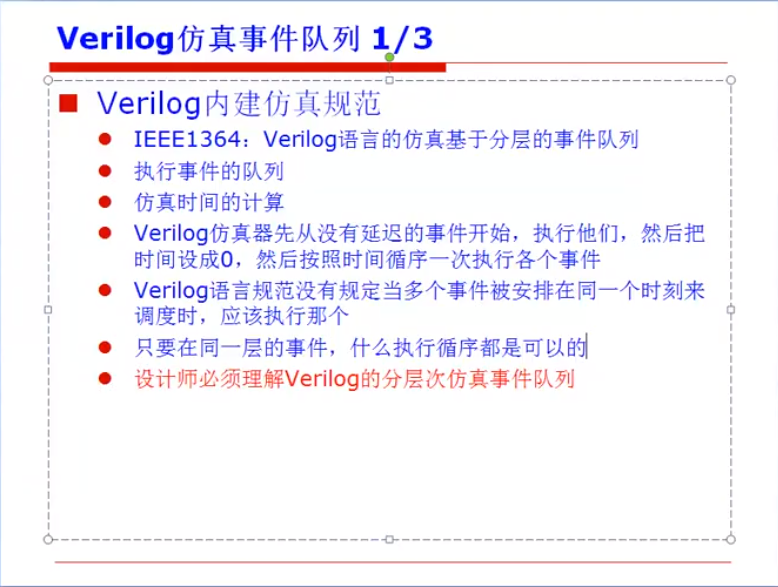 Verilog仿真事件队列 1/3
Verilog内建仿真规范
IEEE1364：Verilog语言的仿真基于分层的事件队列
执行事件的队列
仿真时间的计算
Verilog仿真器先从没有延迟的事件开始，执行他们，然后把
时间设成0，然后按照时间循序一次执行各个事件
Verilog语言规范没有规定当多个事件被安排在同一个时刻来
调度时，应该执行那个
只要在同一层的事件，什么执行循序都是可以的
设计师必须理解Verilog的分层次仿真事件队列